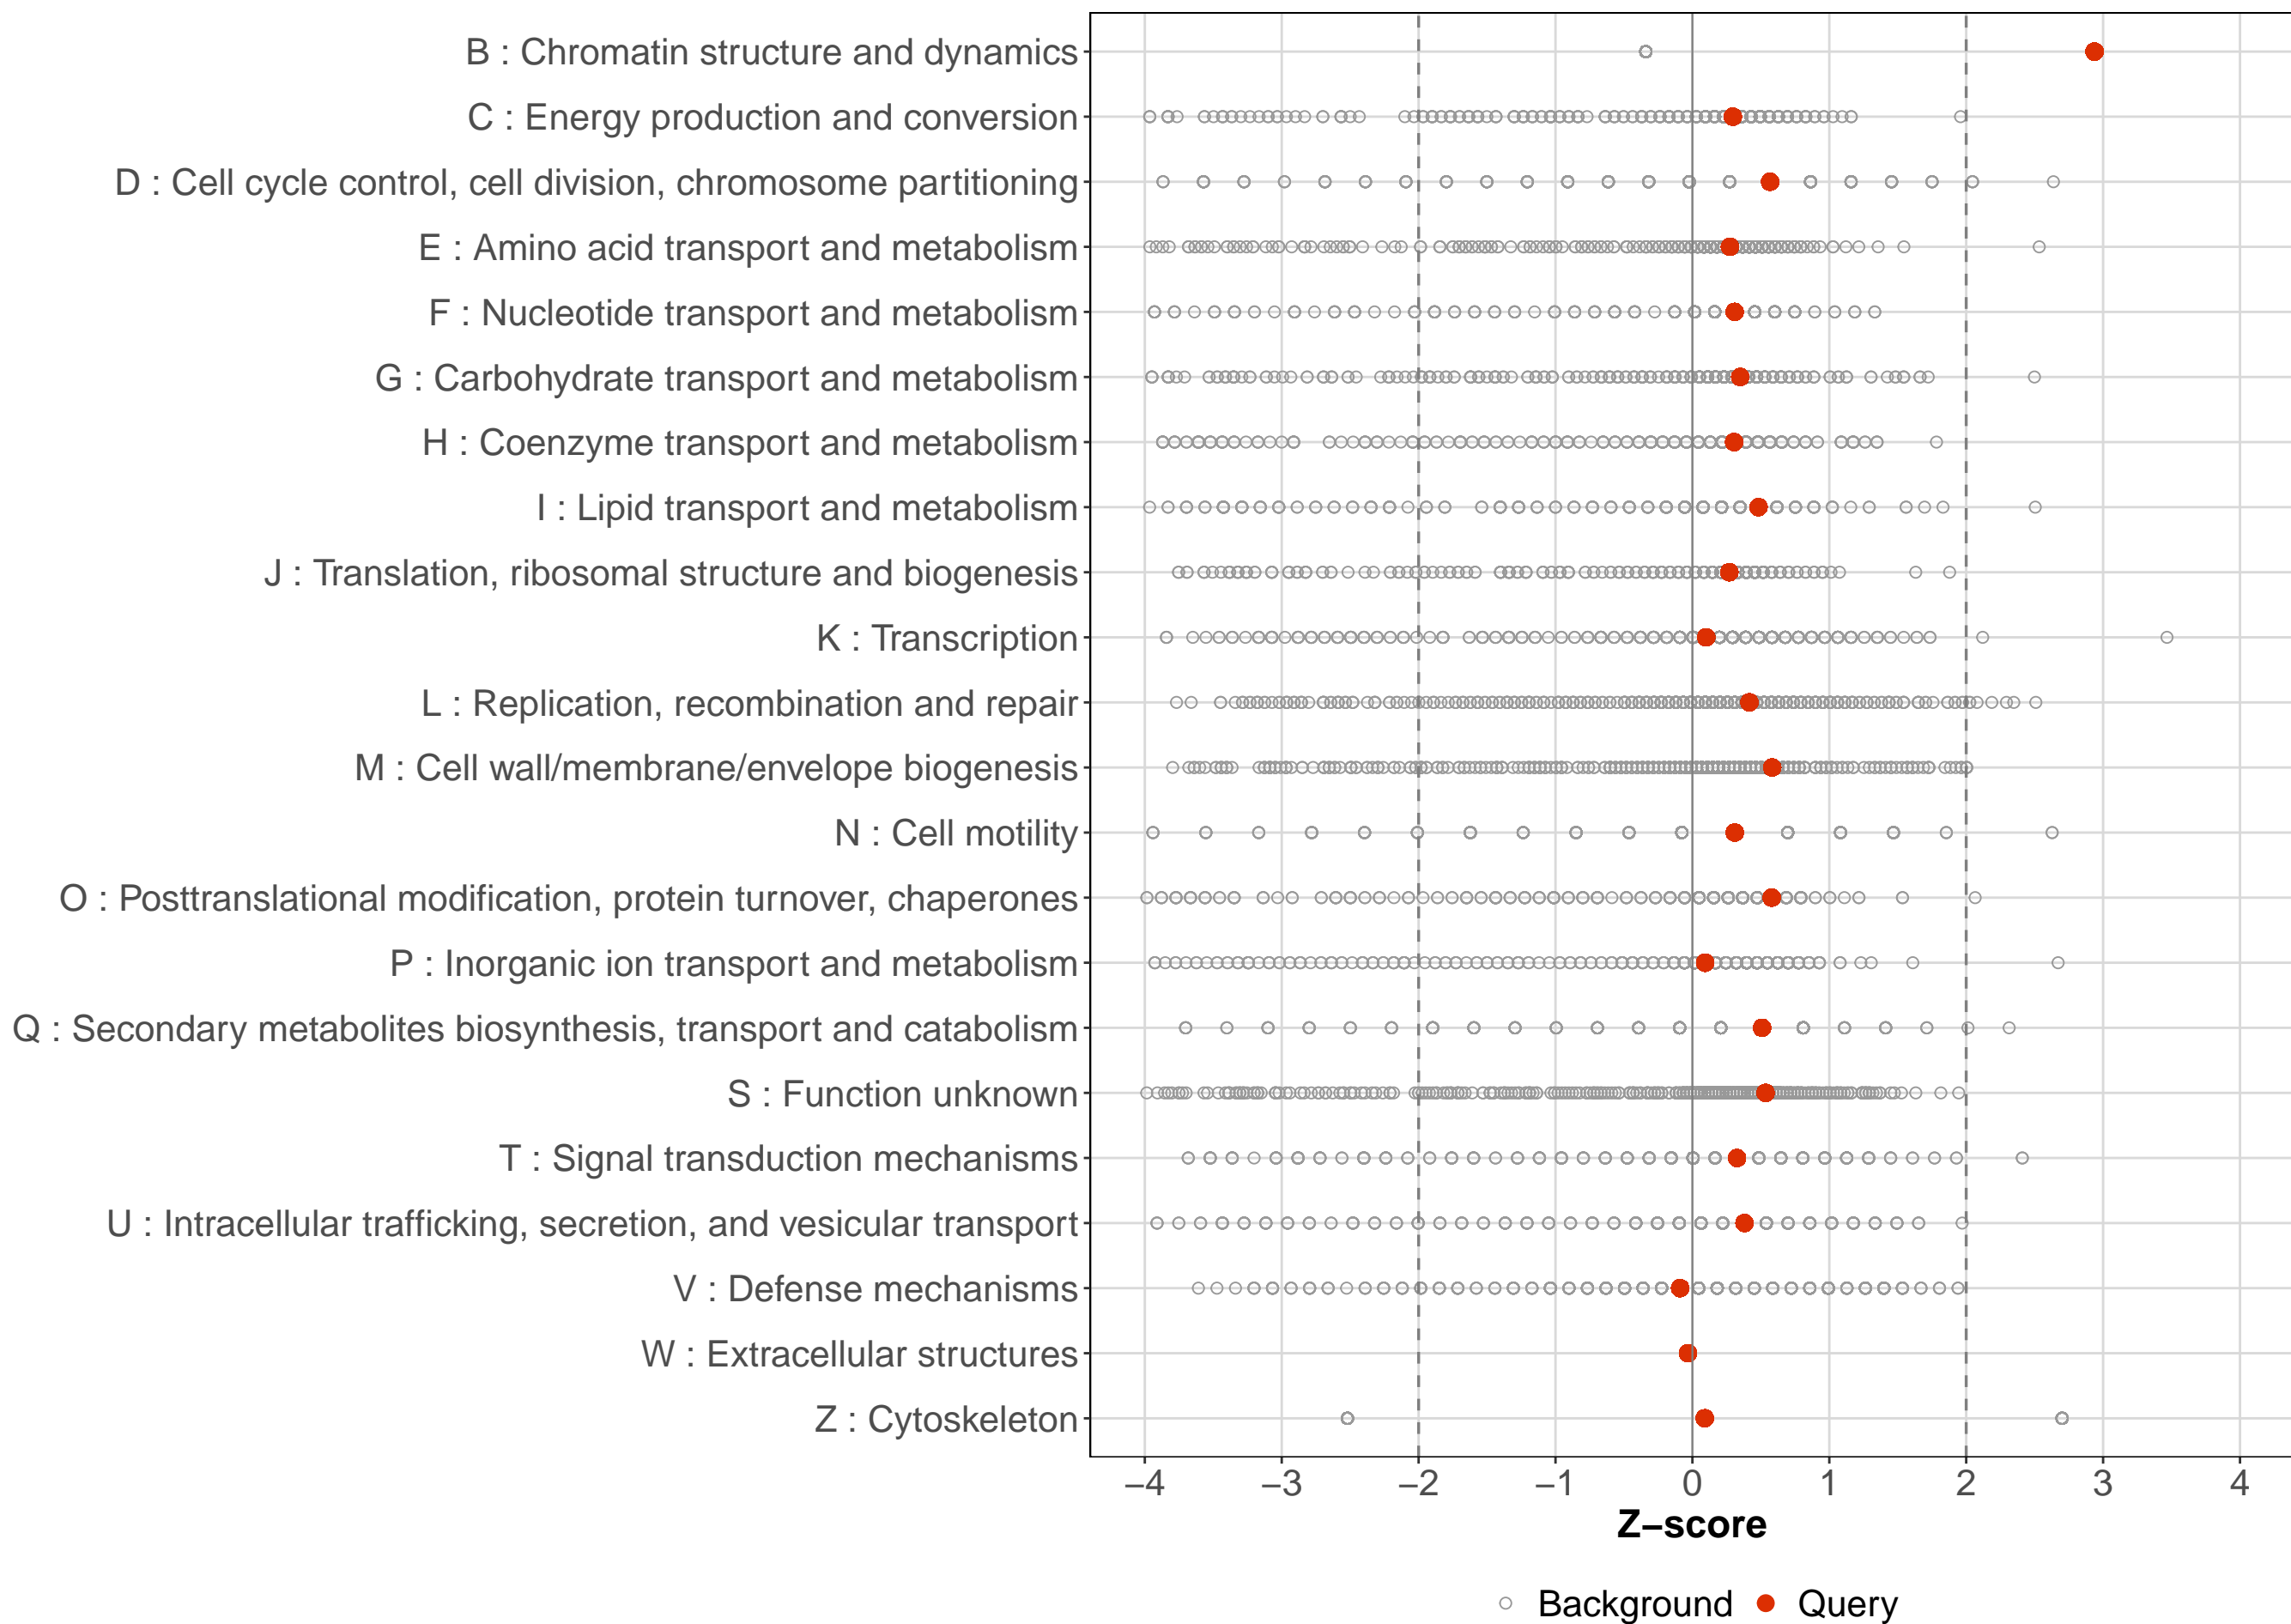 B : Chromatin structure and dynamics
C : Energy production and conversion
D : Cell cycle control, cell division, chromosome partitioning
E : Amino acid transport and metabolism
F : Nucleotide transport and metabolism
G : Carbohydrate transport and metabolism
H : Coenzyme transport and metabolism
I : Lipid transport and metabolism
J : Translation, ribosomal structure and biogenesis
K : Transcription
L : Replication, recombination and repair
M : Cell wall/membrane/envelope biogenesis
N : Cell motility
O : Posttranslational modification, protein turnover, chaperones
P : Inorganic ion transport and metabolism
Q : Secondary metabolites biosynthesis, transport and catabolism
S : Function unknown
T : Signal transduction mechanisms
U : Intracellular trafficking, secretion, and vesicular transport
V : Defense mechanisms
W : Extracellular structures
Z : Cytoskeleton
−4 −3 −2 −1 0 1 2 3 4
Z−score
Background Query